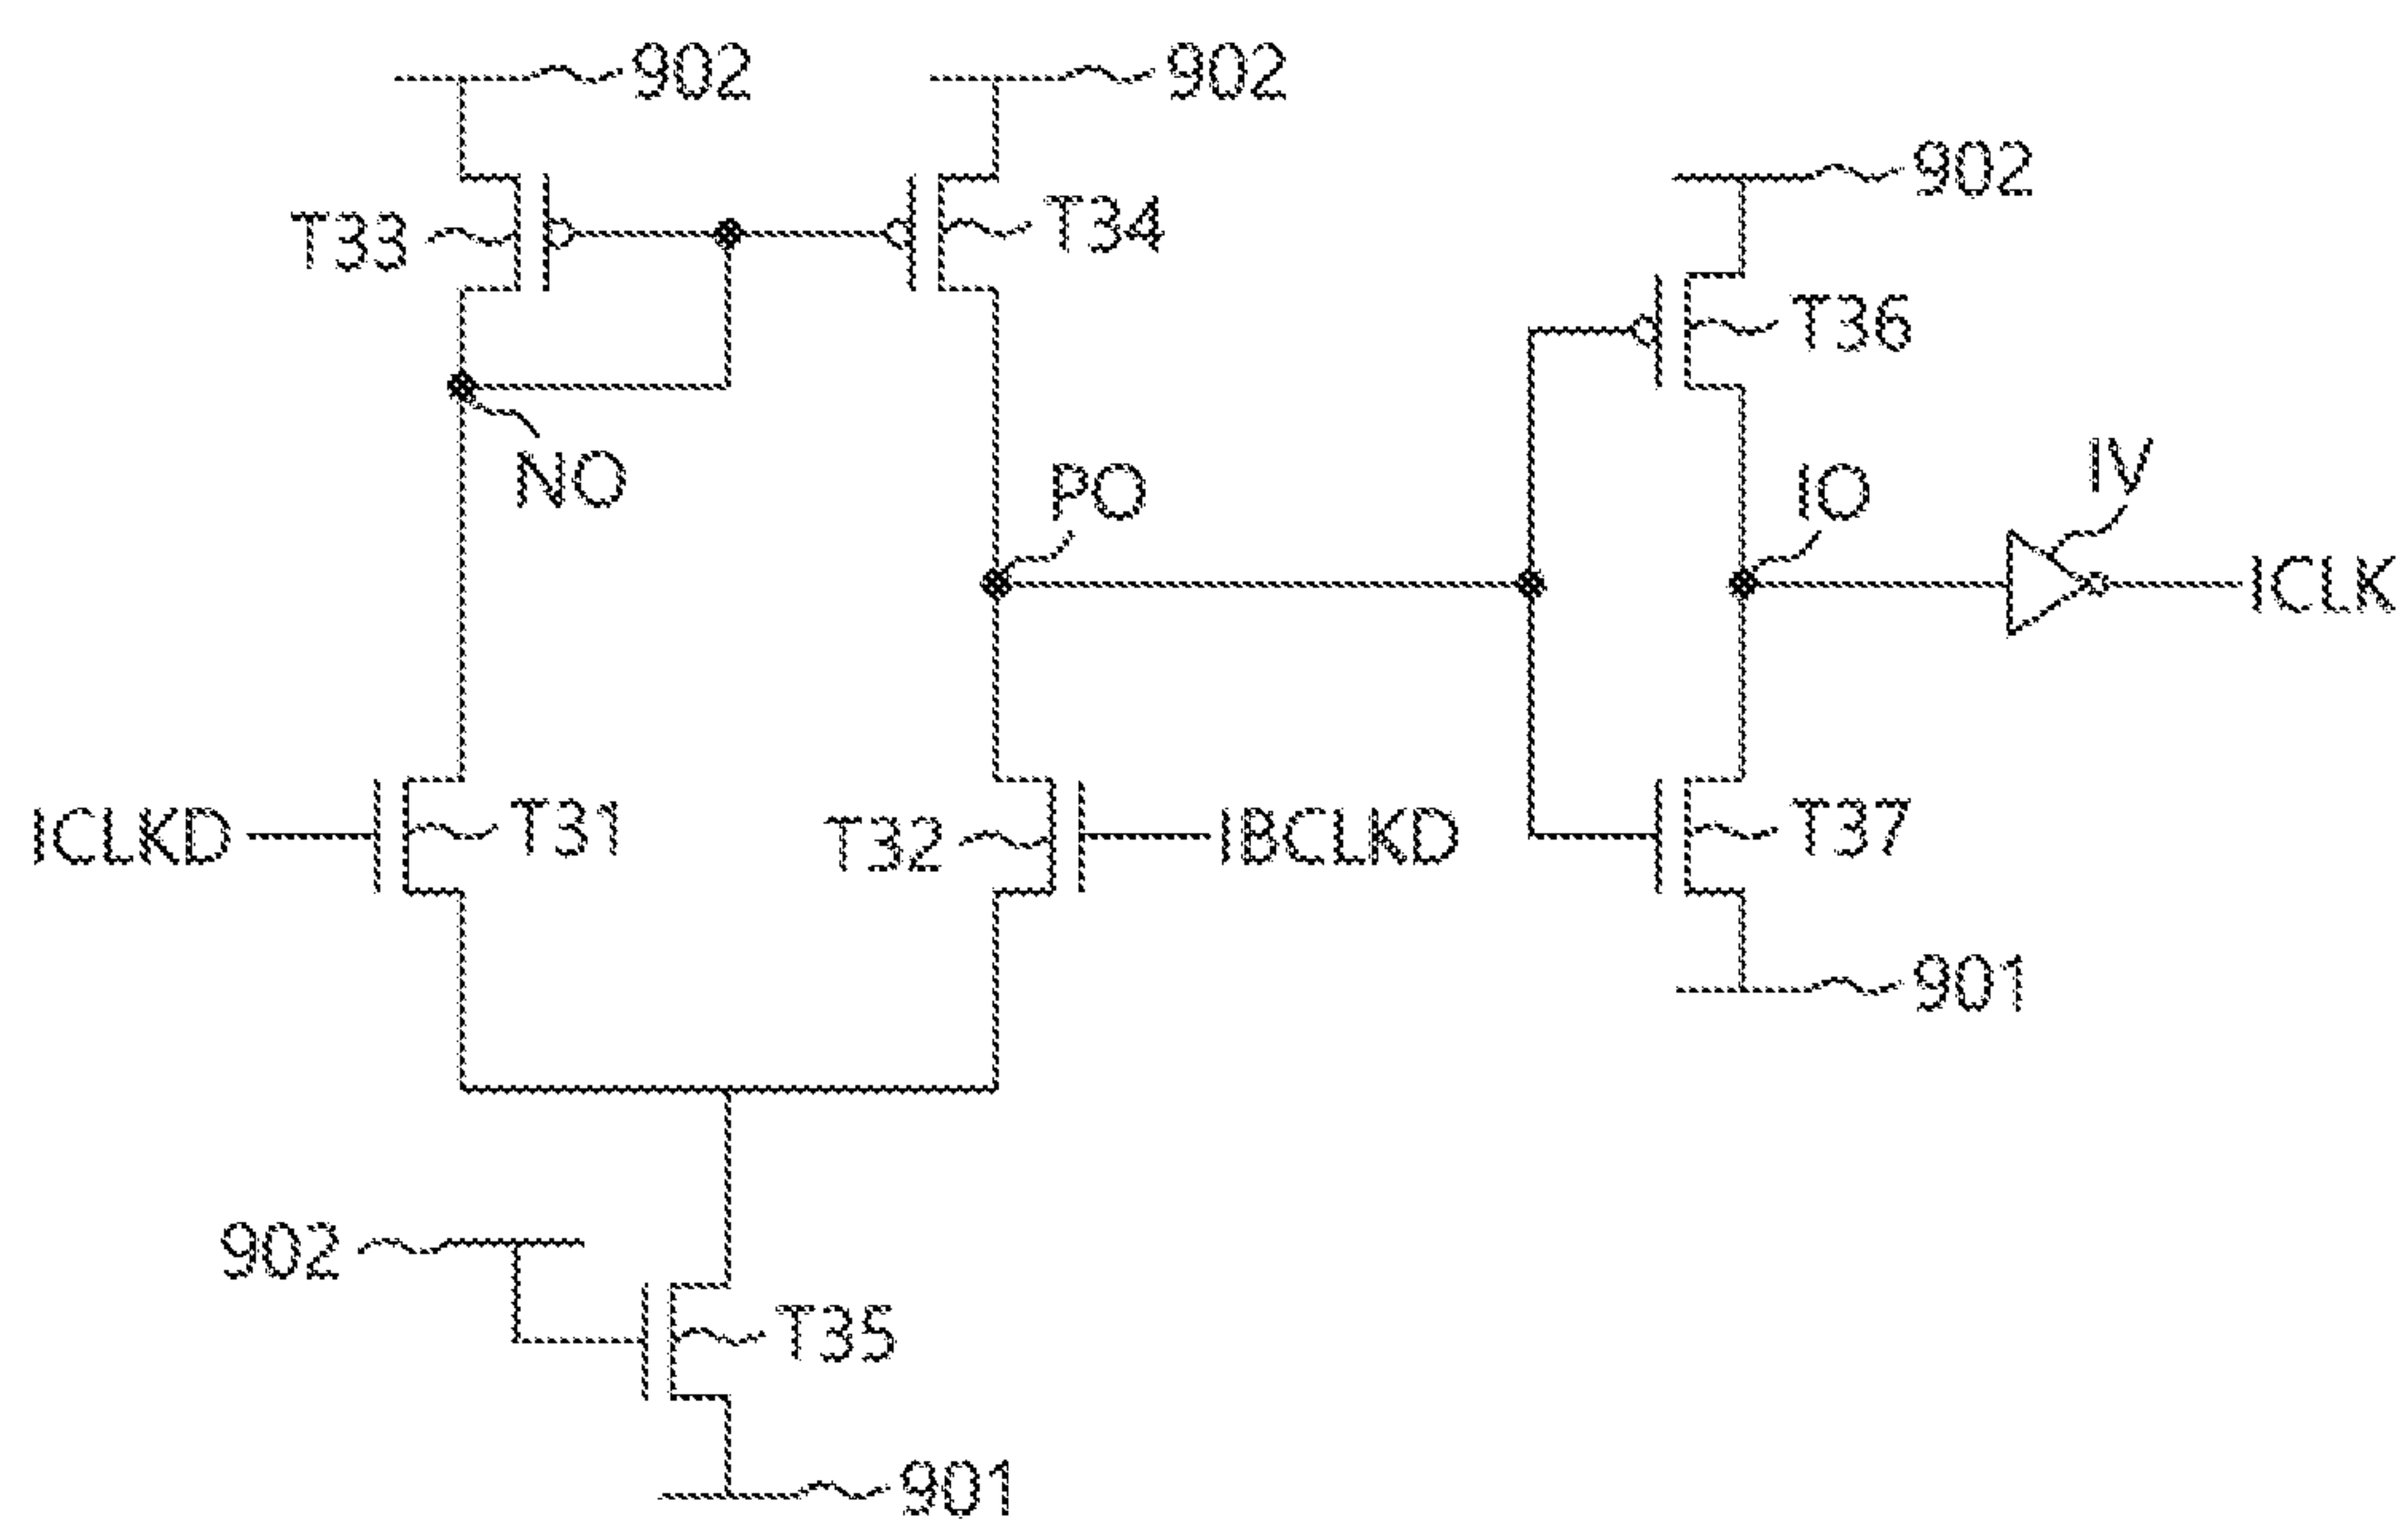 902
902
902
T33
T34
T36
NO
PO
IO
IV
ICLK
ICLKD
T31
T32
IBCLKD
T37
901
902
T35
901